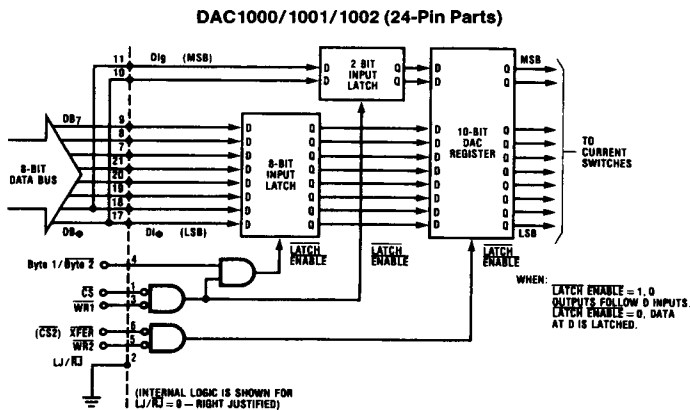 DAC1000/1001/1002 (24-Pin Parts)
11 DI9 (MSB)
10
2 BIT
INPUT
LATCH
D Q
D Q
D Q
D Q
MSB
DB7 9
8
7
21
20
19
18
17
DB0 DI0 (LSB)
8-BIT
DATA BUS
8-BIT
INPUT
LATCH
D Q
D Q
D Q
D Q
D Q
D Q
D Q
D Q
10-BIT
DAC
REGISTER
D Q
D Q
D Q
D Q
D Q
D Q
D Q
D Q
LSB
TO
CURRENT
SWITCHES
LATCH
ENABLE
LATCH
ENABLE
LATCH
ENABLE
Byte 1/Byte 2 4
CS 1
WR1 3
(CS2) XFER 6
WR2 5
LJ/RJ 2
WHEN:
LATCH ENABLE = 1, Q
OUTPUTS FOLLOW D INPUTS.
LATCH ENABLE = 0, DATA
AT D IS LATCHED.
(INTERNAL LOGIC IS SHOWN FOR
LJ/RJ = 0 – RIGHT JUSTIFIED)